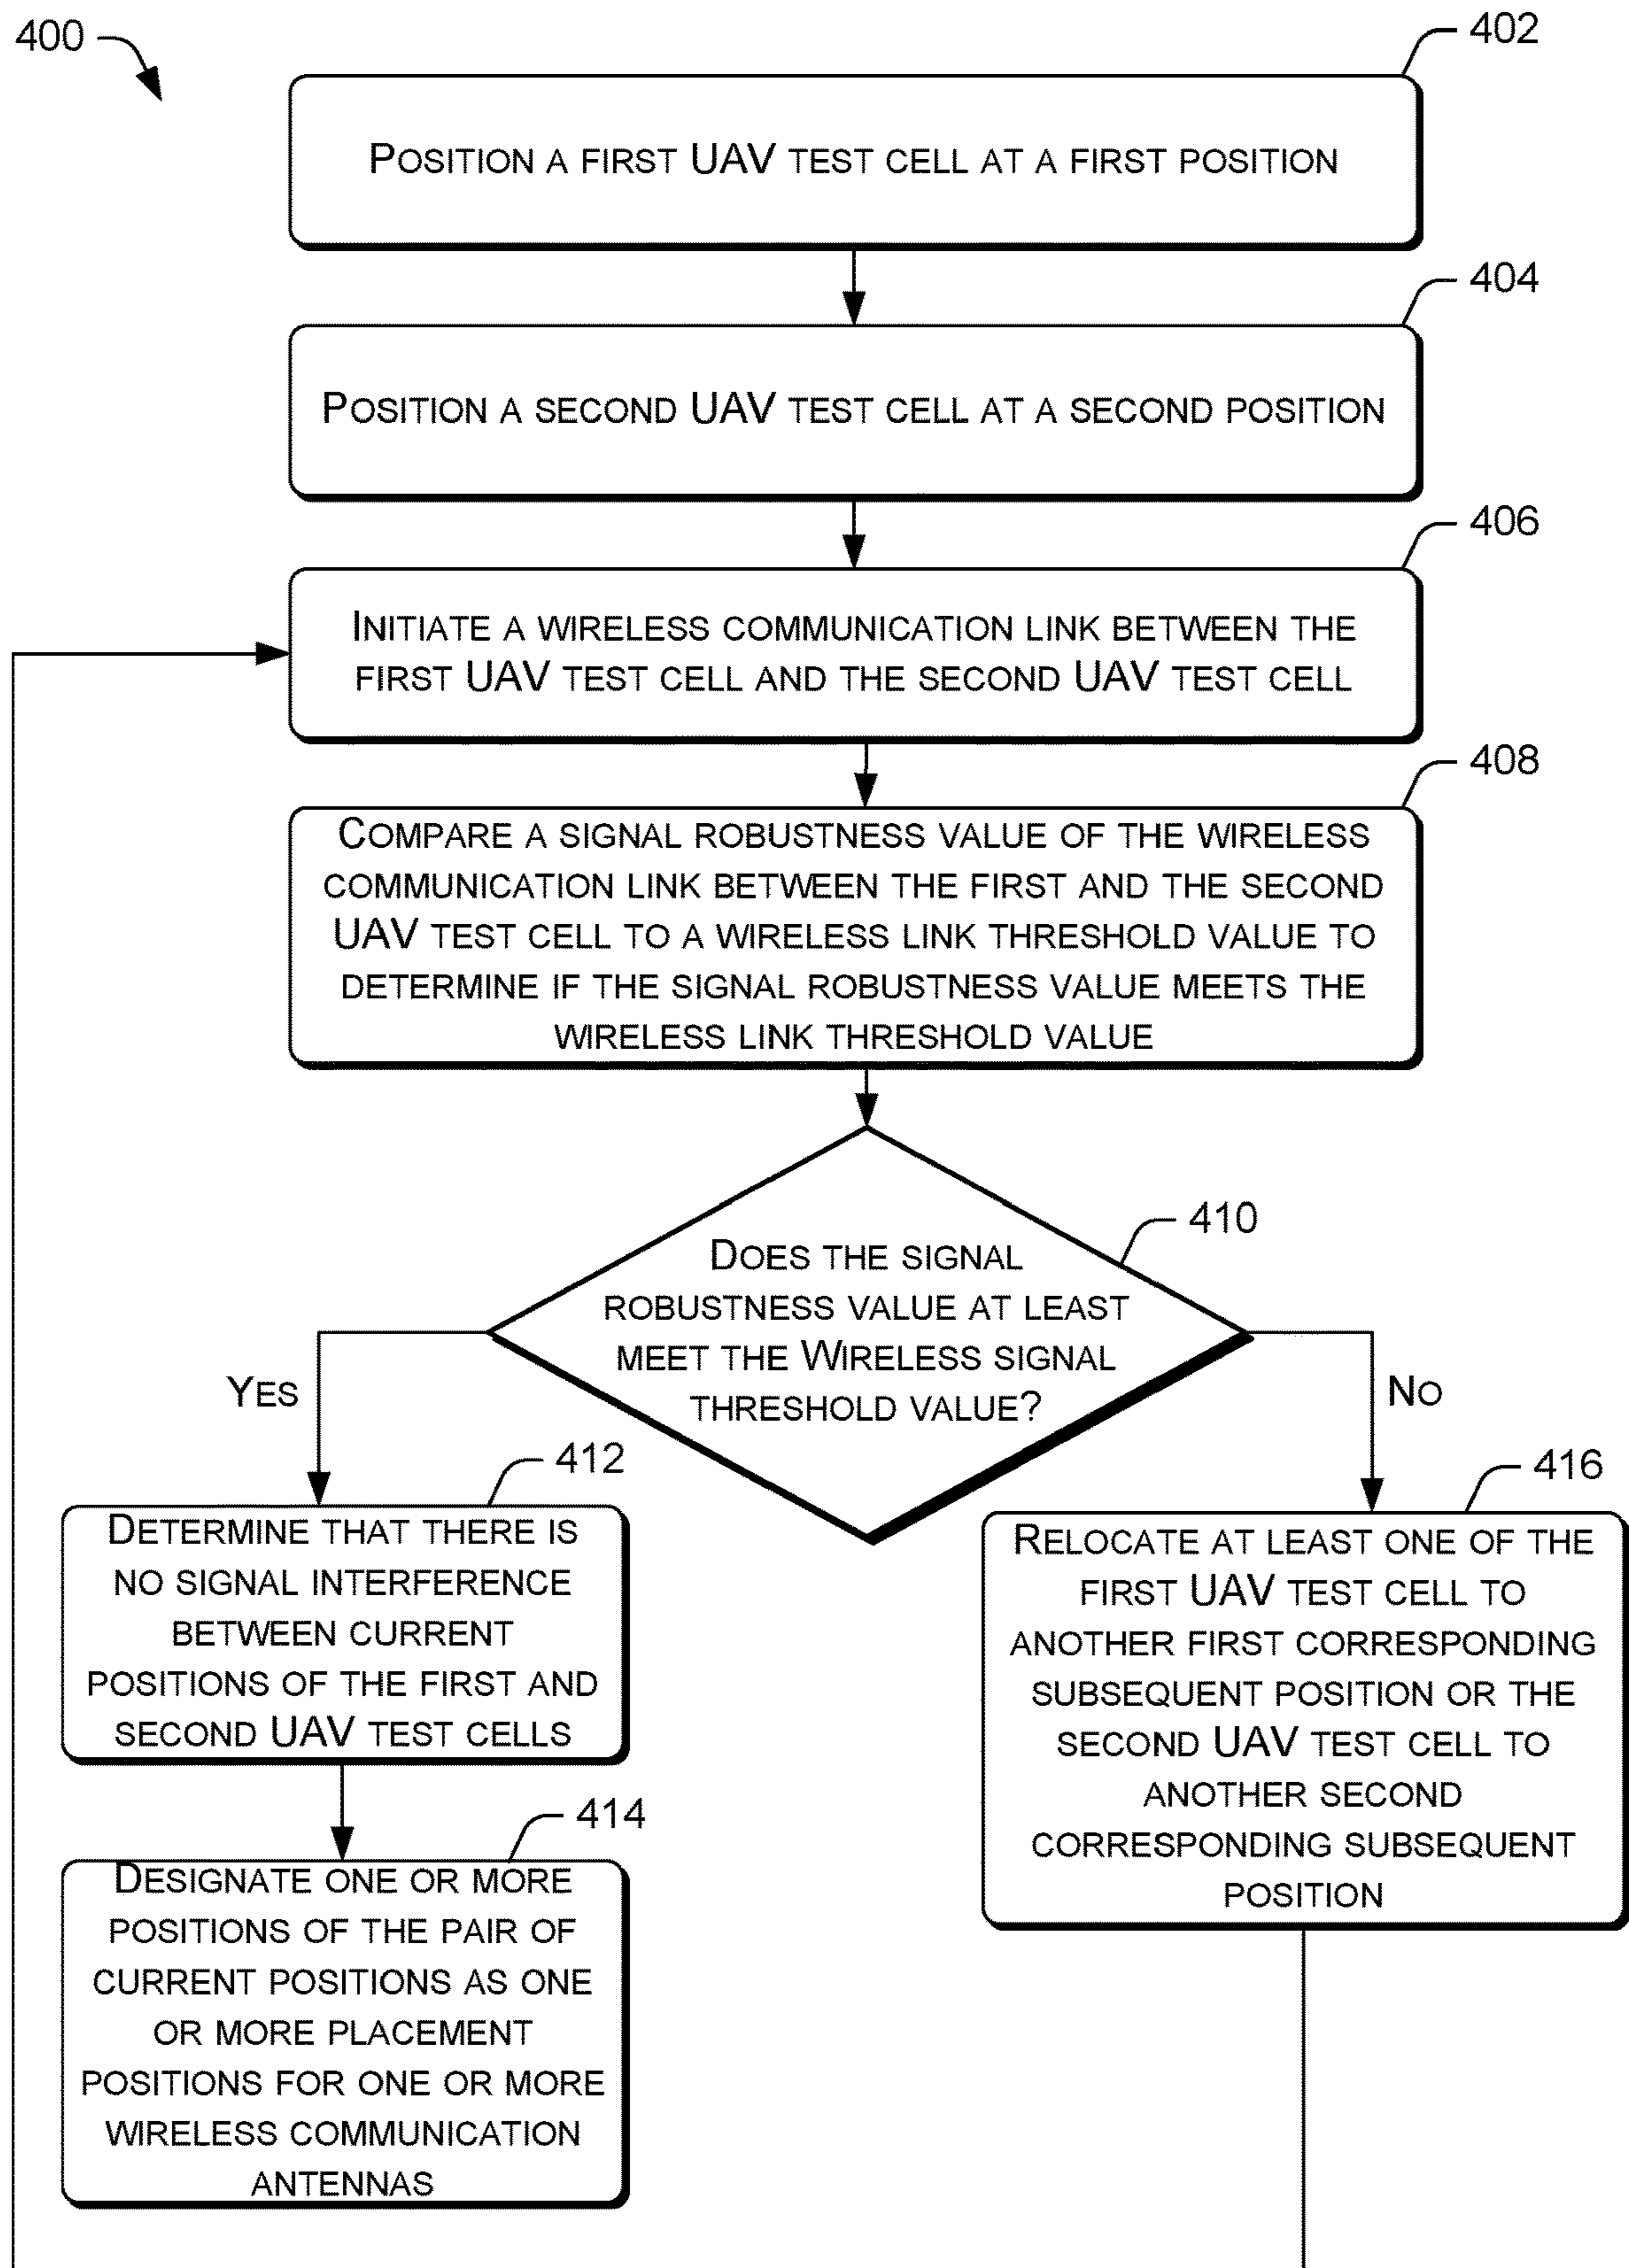 400
402
Position a first UAV test cell at a first position
404
Position a second UAV test cell at a second position
406
Initiate a wireless communication link between the
first UAV test cell and the second UAV test cell
408
Compare a signal robustness value of the wireless
communication link between the first and the second
UAV test cell to a wireless link threshold value to
determine if the signal robustness value meets the
wireless link threshold value
410
Does the signal
robustness value at least
meet the Wireless signal
threshold value?
Yes
No
412
Determine that there is
no signal interference
between current
positions of the first and
second UAV test cells
414
Designate one or more
positions of the pair of
current positions as one
or more placement
positions for one or more
wireless communication
antennas
416
Relocate at least one of the
first UAV test cell to
another first corresponding
subsequent position or the
second UAV test cell to
another second
corresponding subsequent
position